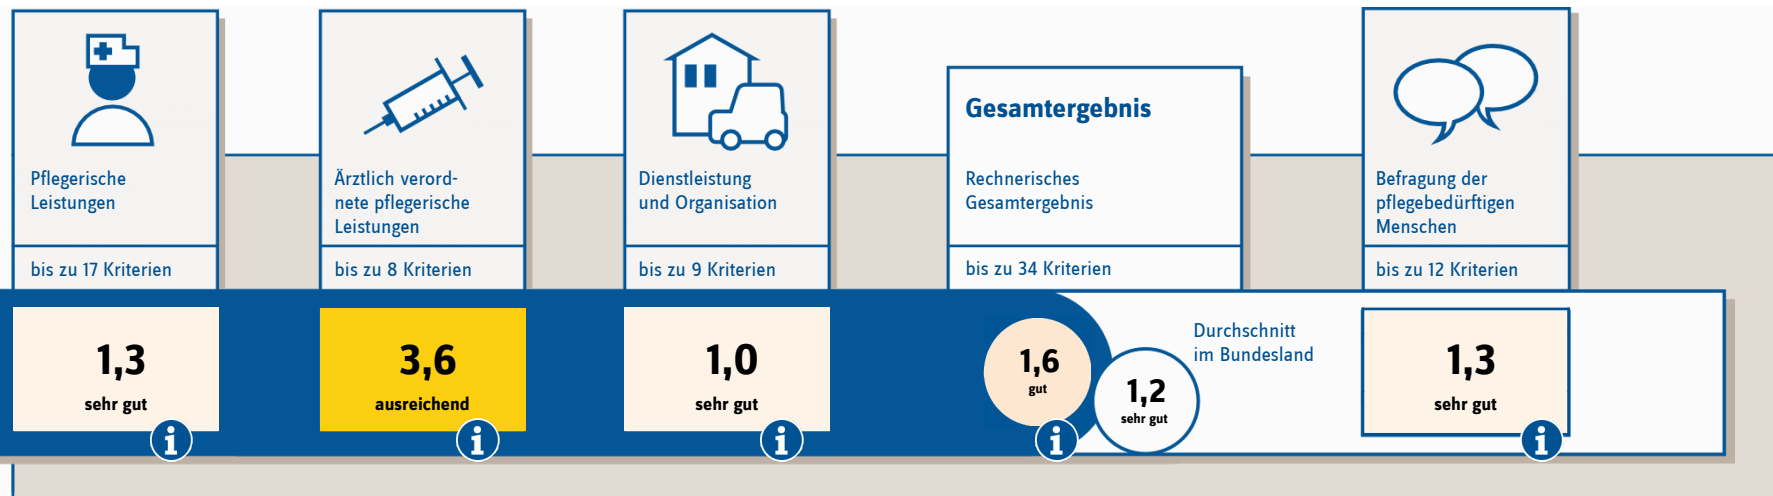 Pflegerische
Leistungen
bis zu 17 Kriterien
1,3
sehr gut
i
Ärztlich verord-
nete pflegerische
Leistungen
bis zu 8 Kriterien
3,6
ausreichend
i
Dienstleistung
und Organisation
bis zu 9 Kriterien
1,0
sehr gut
i
Gesamtergebnis
Rechnerisches
Gesamtergebnis
bis zu 34 Kriterien
1,6
gut
i
1,2
sehr gut
Durchschnitt
im Bundesland
Befragung der
pflegebedürftigen
Menschen
bis zu 12 Kriterien
1,3
sehr gut
i